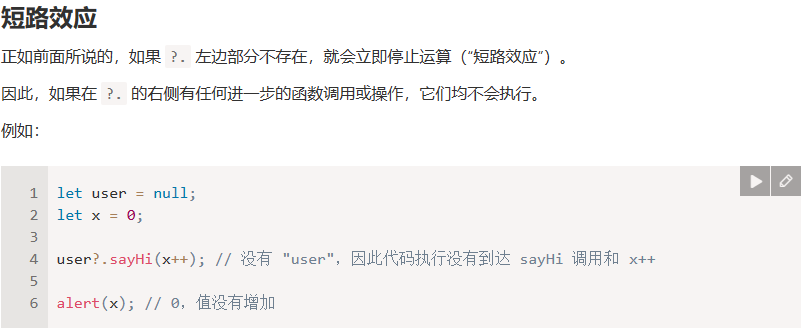 短路效应
正如前面所说的，如果 ?. 左边部分不存在，就会立即停止运算（“短路效应”）。
因此，如果在 ?. 的右侧有任何进一步的函数调用或操作，它们均不会执行。
例如：
1 let user = null;
2 let x = 0;
3
4 user?.sayHi(x++); // 没有 "user"，因此代码执行没有到达 sayHi 调用和 x++
5
6 alert(x); // 0，值没有增加